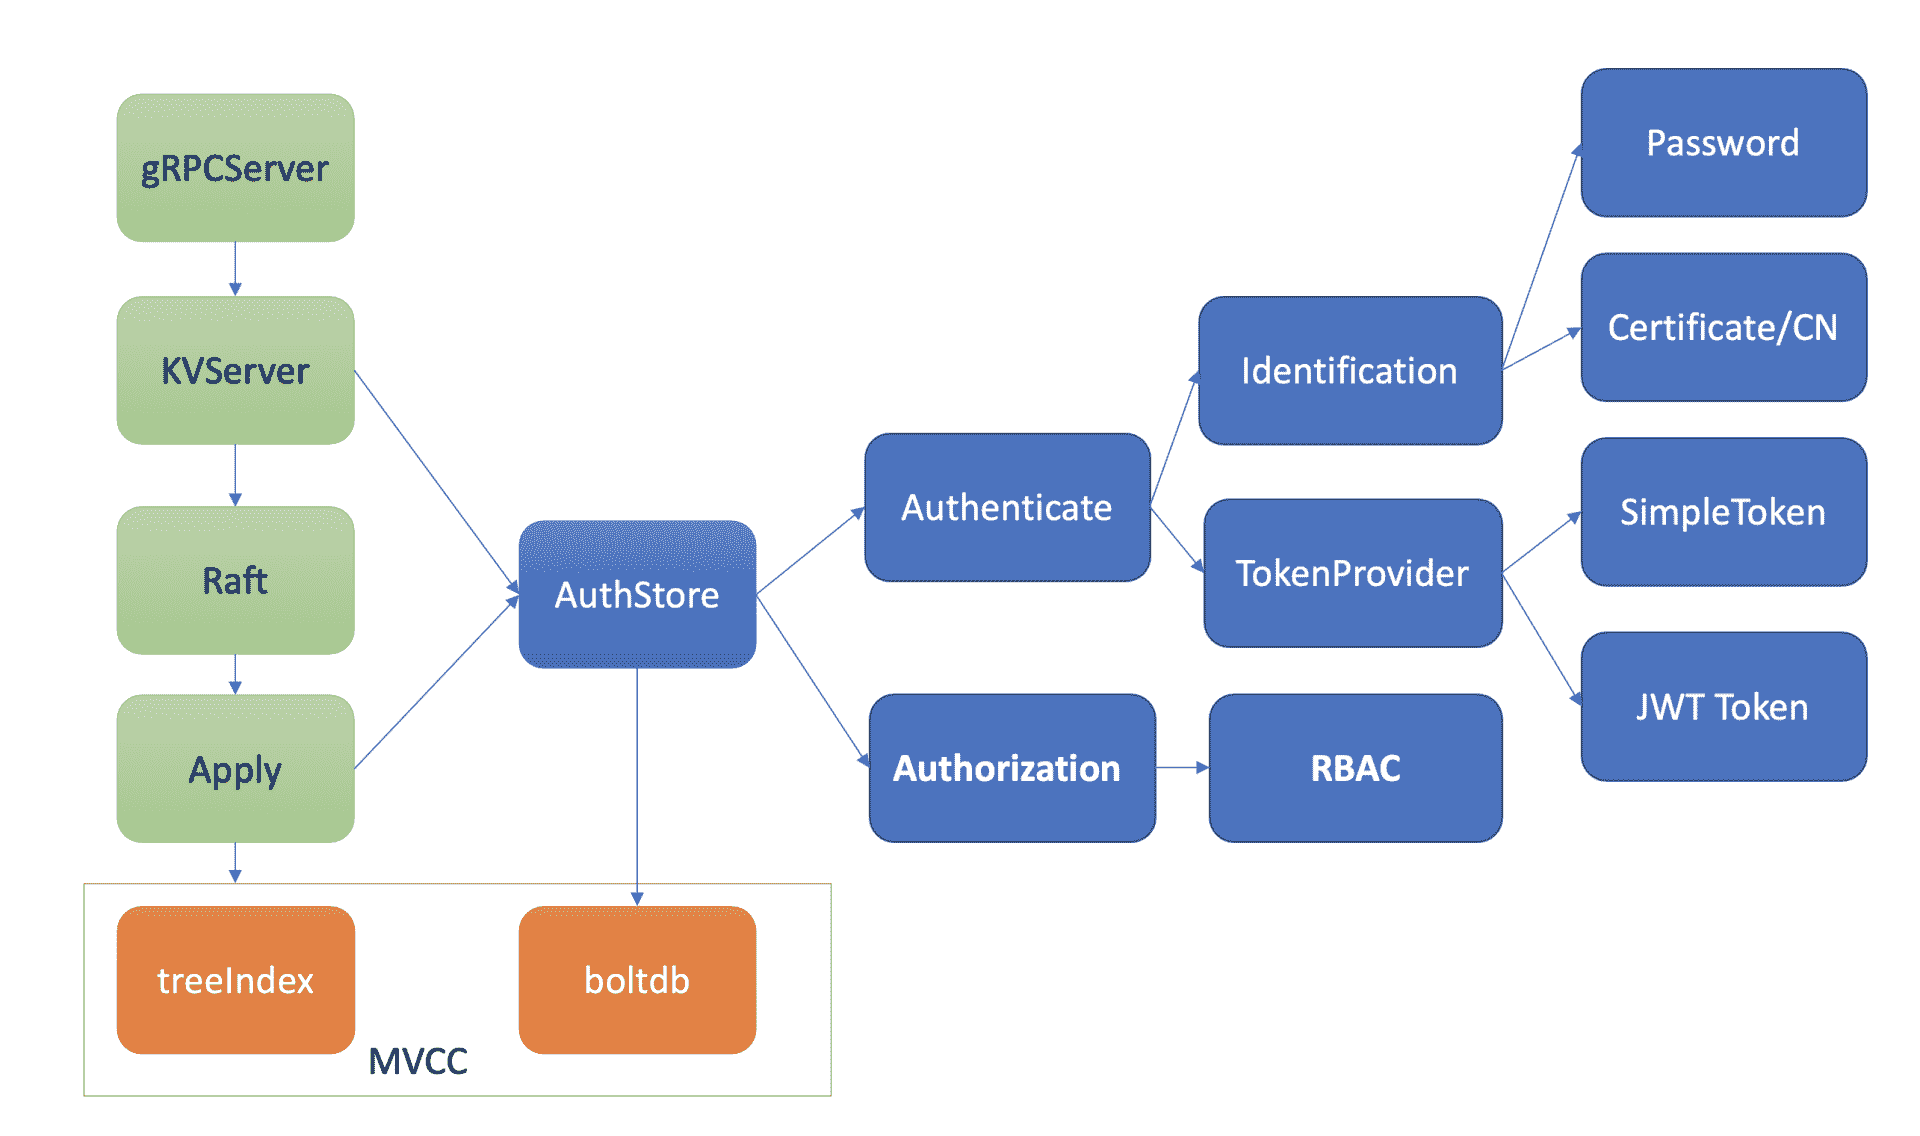 gRPCServer
KVServer
Raft
Apply
treeIndex
boltdb
MVCC
AuthStore
Authenticate
Authorization
Identification
TokenProvider
RBAC
Password
Certificate/CN
SimpleToken
JWT Token